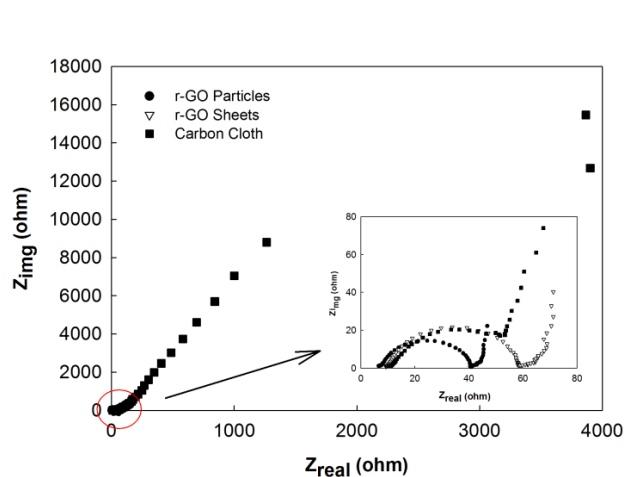 18000
16000
14000
12000
10000
8000
6000
4000
2000
0
Zimg (ohm)
r-GO Particles
r-GO Sheets
Carbon Cloth
80
60
40
20
0
Zimg (ohm)
0 20 40 60 80
Zreal (ohm)
0 1000 2000 3000 4000
Zreal (ohm)